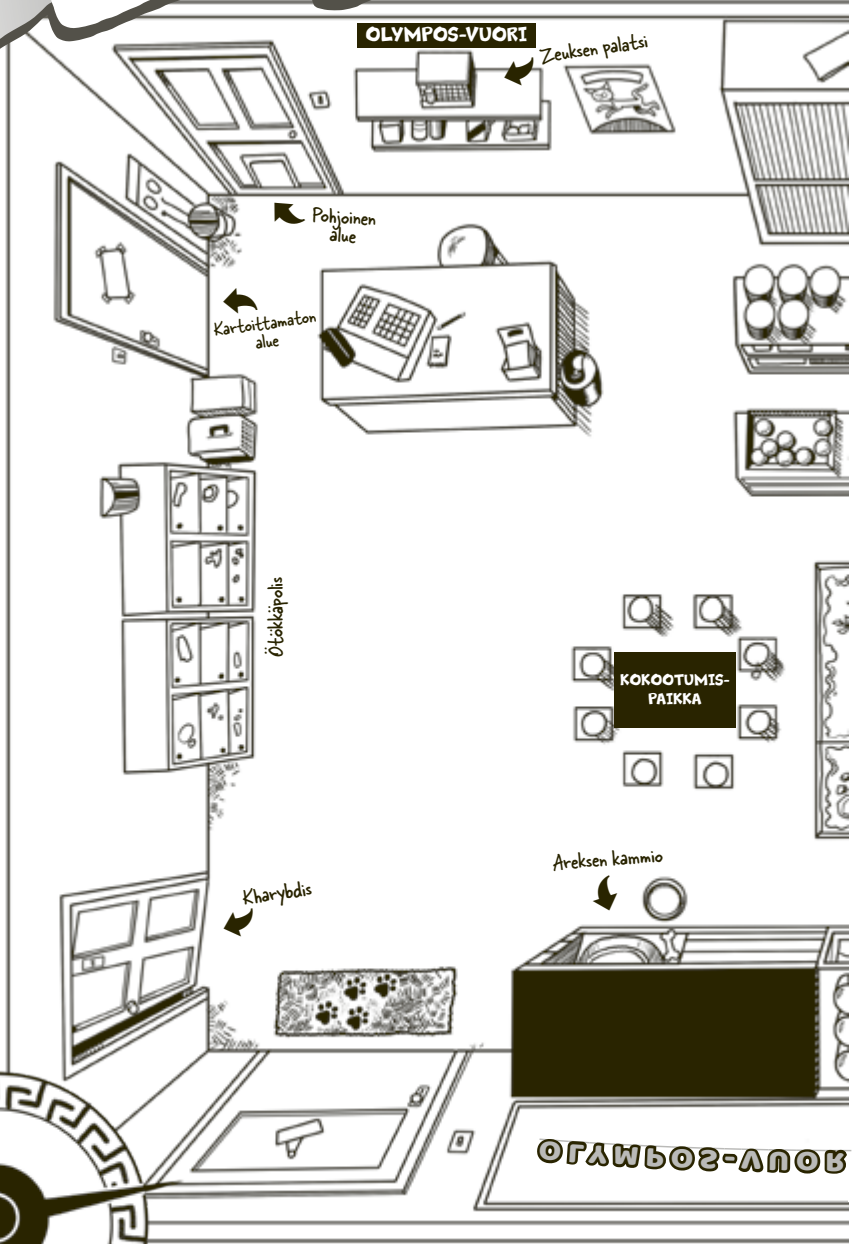 OLYMPOS-VUORI
Zeuksen palatsi
Pohjoinen
alue
Kartoittamaton
alue
Ötökkäpolis
KOKOOTUMIS-
PAIKKA
Areksen kammio
Kharybdis
OLYMPOS-VUOR